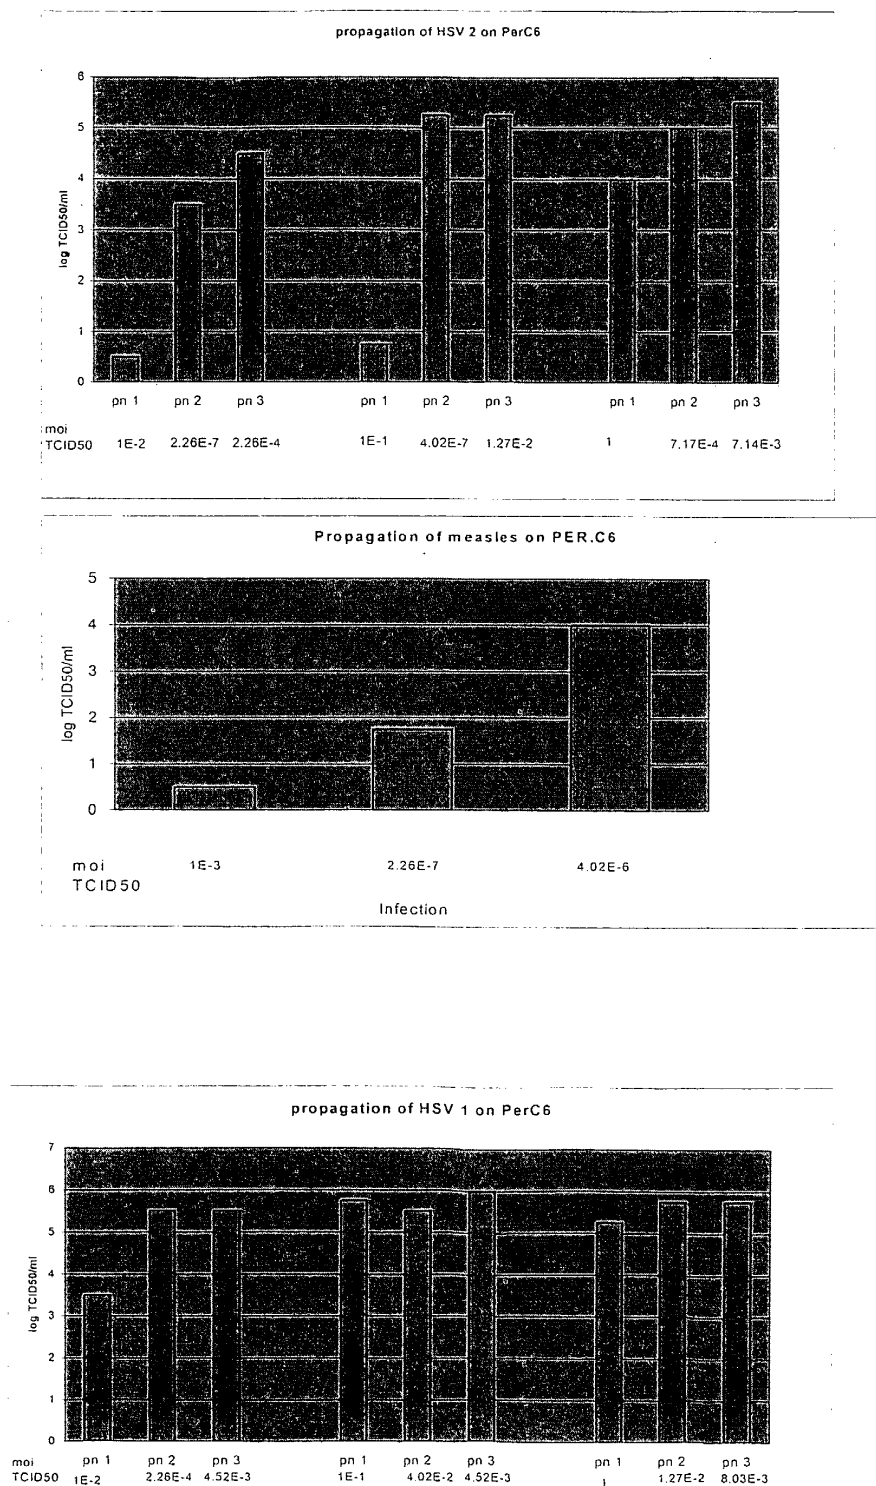 propagation of HSV 2 on PerC6
6
5
4
3
2
1
0
log TCID50/ml
pn 1 pn 2 pn 3 pn 1 pn 2 pn 3 pn 1 pn 2 pn 3
moi
TCID50 1E-2 2.26E-7 2.26E-4 1E-1 4.02E-7 1.27E-2 1 7.17E-4 7.14E-3
Propagation of measles on PER.C6
5
4
3
2
1
0
log TCID50/ml
moi 1E-3 2.26E-7 4.02E-6
TCID50
Infection
propagation of HSV 1 on PerC6
7
6
5
4
3
2
1
0
log TCID50/ml
moi pn 1 pn 2 pn 3 pn 1 pn 2 pn 3 pn 1 pn 2 pn 3
TCID50 1E-2 2.26E-4 4.52E-3 1E-1 4.02E-2 4.52E-3 1 1.27E-2 8.03E-3